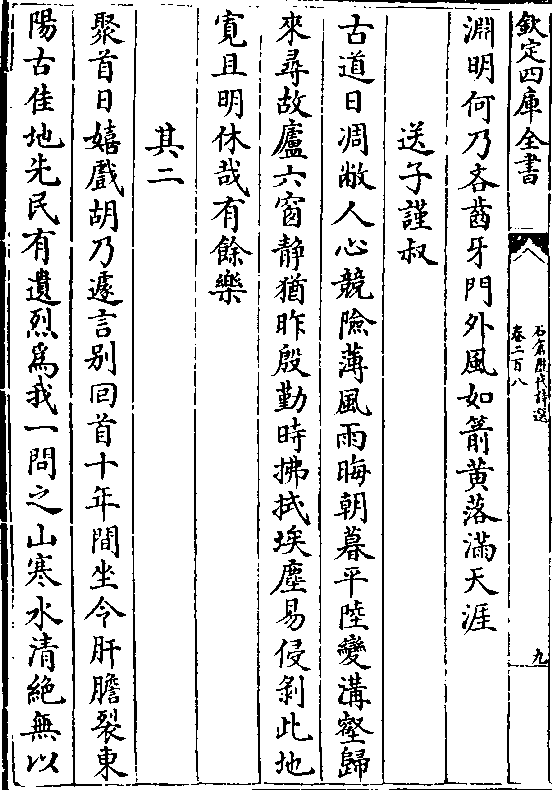 欽定四庫全書
石倉歷代詩選
卷二百八
九
淵明何乃吝齒牙門外風如箭黄落滿天涯
送子謹叔
古道日凋敝人心競險薄風雨晦朝暮平陸變溝壑歸
來尋故廬六窗静猶昨殷勤時拂拭埃塵易侵剝此地
寛且明休哉有餘樂
其二
聚首日嬉戲胡乃遽言别回首十年間坐令肝膽裂東
陽古佳地先民有遺烈爲我一問之山寒水清絶無以